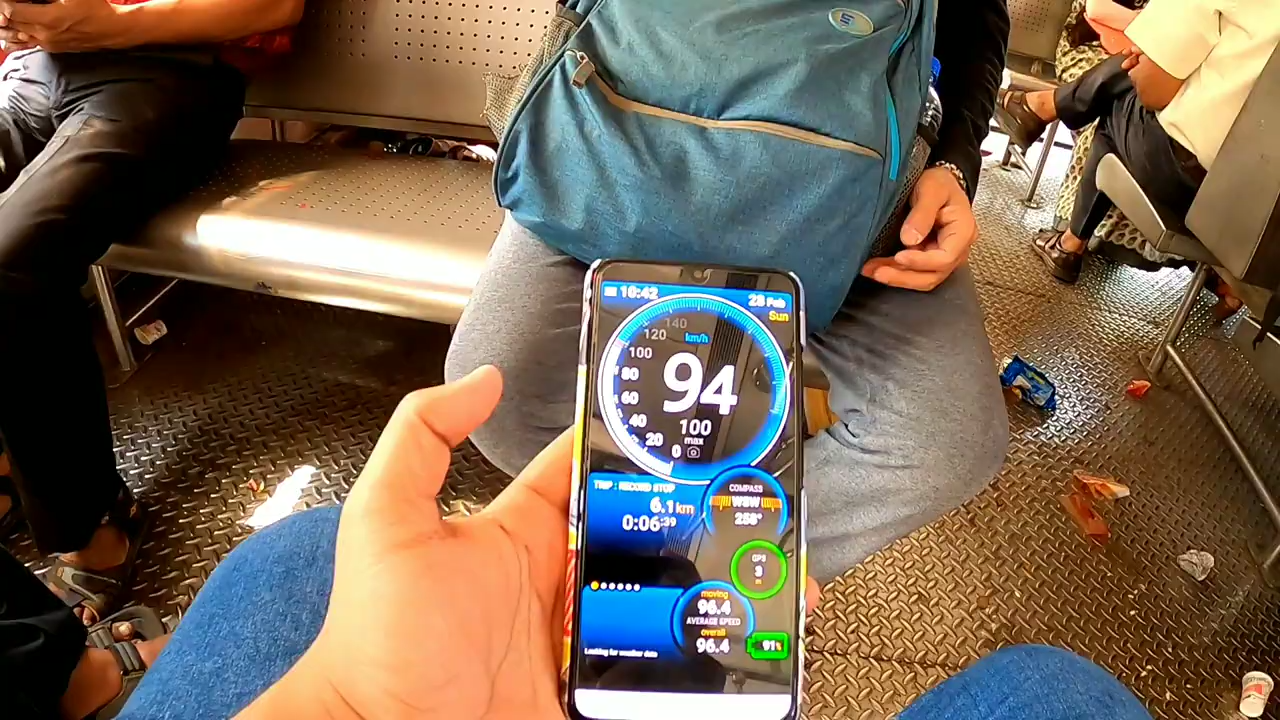 10:42
28 Feb
Sun
140
120
km/h
100
80
94
60
40
100
20
max
0
TRIP : RECORD STOP
6.1 km
0:06:39
COMPASS
WSW
GPS
3
m
moving
96.4
AVERAGE SPEED
overall
96.4
91%
Looking for weather data